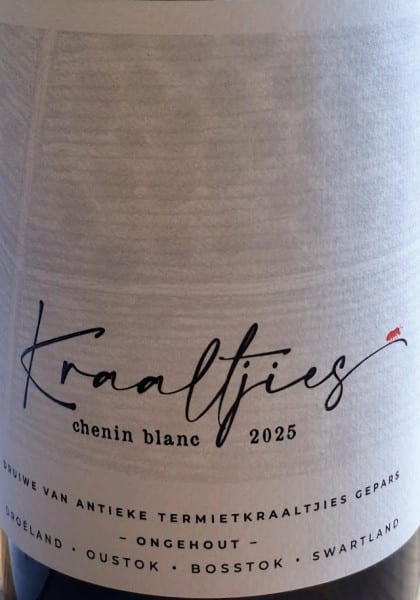 Kraaltjies
chenin blanc 2025
DRUIWE VAN ANTIEKE TERMIETKRAALTJIES GEPARS
– ONGEHOUT –
DROËLAND • OUSTOK • BOSSTOK • SWARTLAND